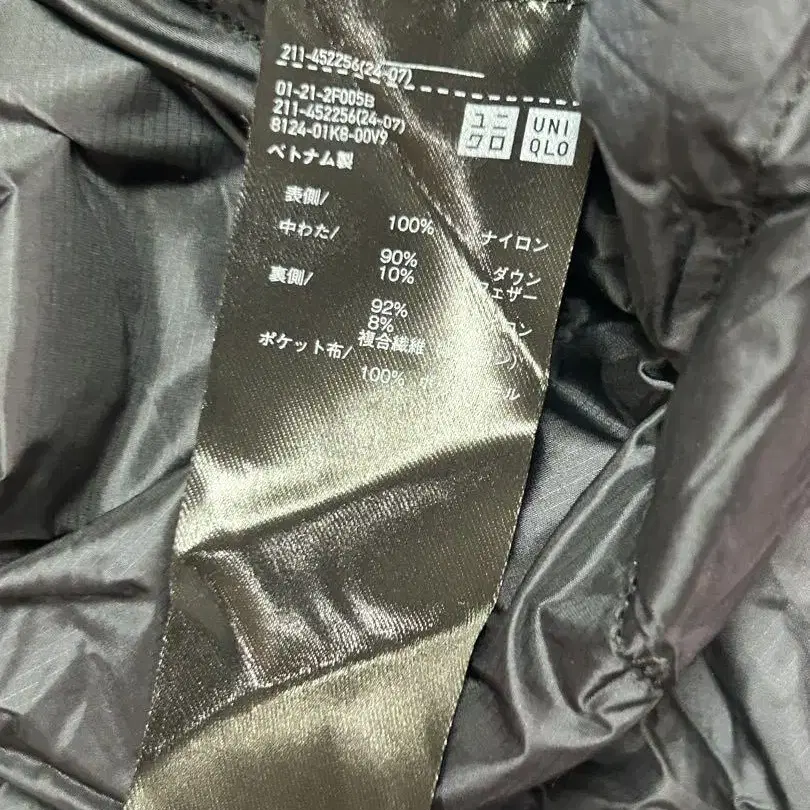 211-452256(24-07)
01-21-2F005B
211-452256(24-07)
8124-01K8-00V9
ユニクロ
UNIQLO
ベトナム製
表側/
100% ナイロン
中わた/
90% ダウン
10% フェザー
裏側/
92%
8%
複合繊維
ポケット布/
100%